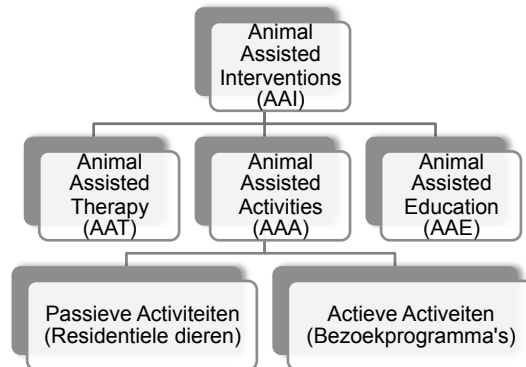 Animal
Assisted
Interventions
(AAI)
Animal
Assisted
Therapy
(AAT)
Animal
Assisted
Activities
(AAA)
Animal
Assisted
Education
(AAE)
Passieve Activiteiten
(Residentiele dieren)
Actieve Activeiten
(Bezoekprogramma's)